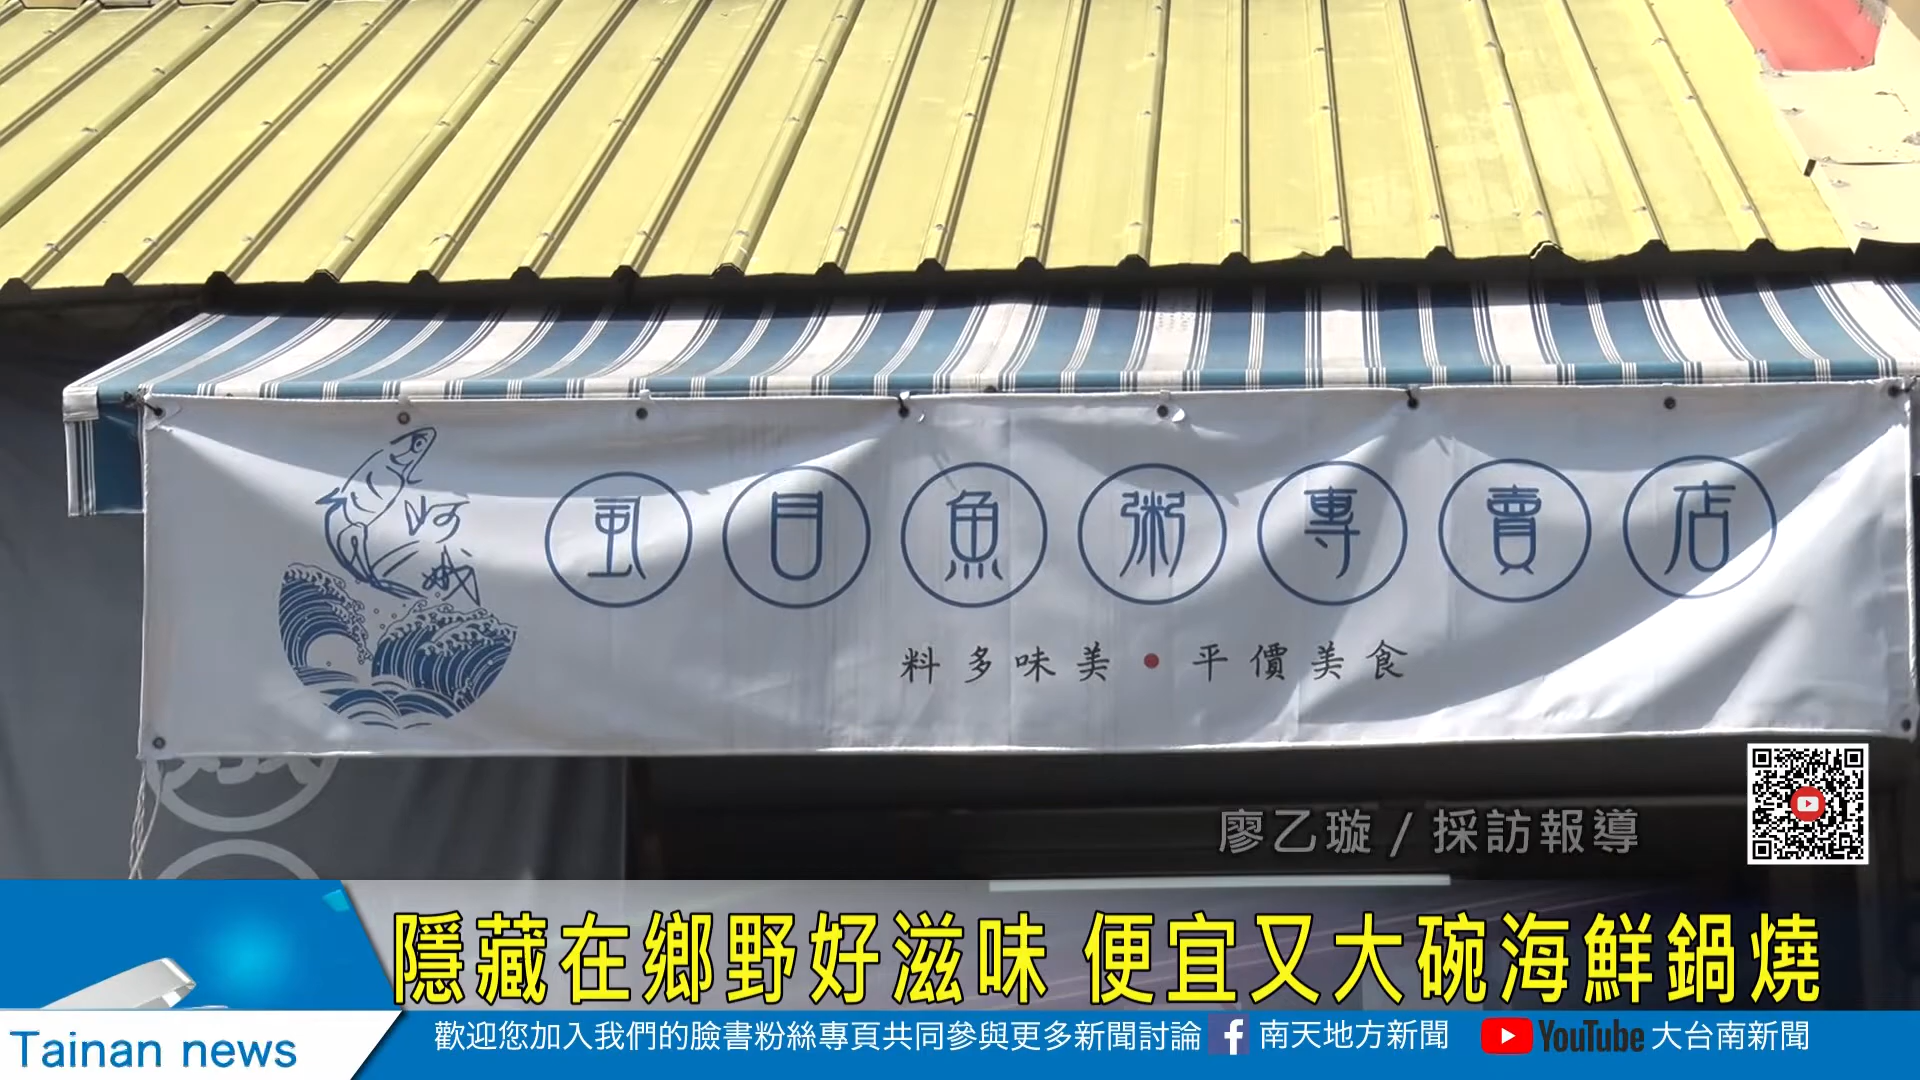 阿娥
虱目魚粥專賣店
料多味美•平價美食
廖乙璇/採訪報導
隱藏在鄉野好滋味 便宜又大碗海鮮鍋燒
Tainan news
歡迎您加入我們的臉書粉絲專頁共同參與更多新聞討論 南天地方新聞 YouTube 大台南新聞